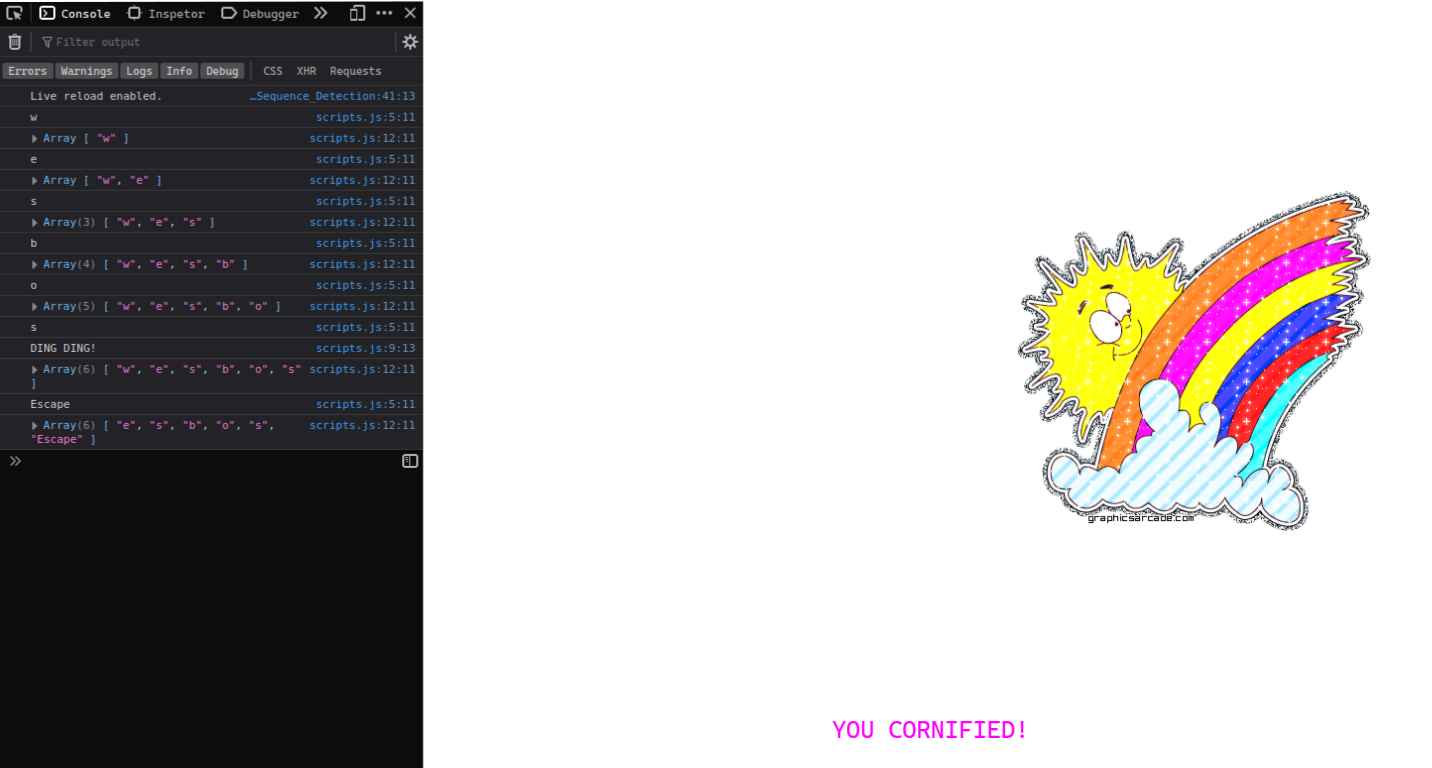 Console Inspetor Debugger
Filter output
Errors Warnings Logs Info Debug CSS XHR Requests
Live reload enabled. …Sequence_Detection:41:13
w scripts.js:5:11
Array [ "w" ] scripts.js:12:11
e scripts.js:5:11
Array [ "w", "e" ] scripts.js:12:11
s scripts.js:5:11
Array(3) [ "w", "e", "s" ] scripts.js:12:11
b scripts.js:5:11
Array(4) [ "w", "e", "s", "b" ] scripts.js:12:11
o scripts.js:5:11
Array(5) [ "w", "e", "s", "b", "o" ] scripts.js:12:11
s scripts.js:5:11
DING DING! scripts.js:9:13
Array(6) [ "w", "e", "s", "b", "o", "s" scripts.js:12:11
]
Escape scripts.js:5:11
Array(6) [ "e", "s", "b", "o", "s", scripts.js:12:11
"Escape" ]
graphicsarcade.com
YOU CORNIFIED!